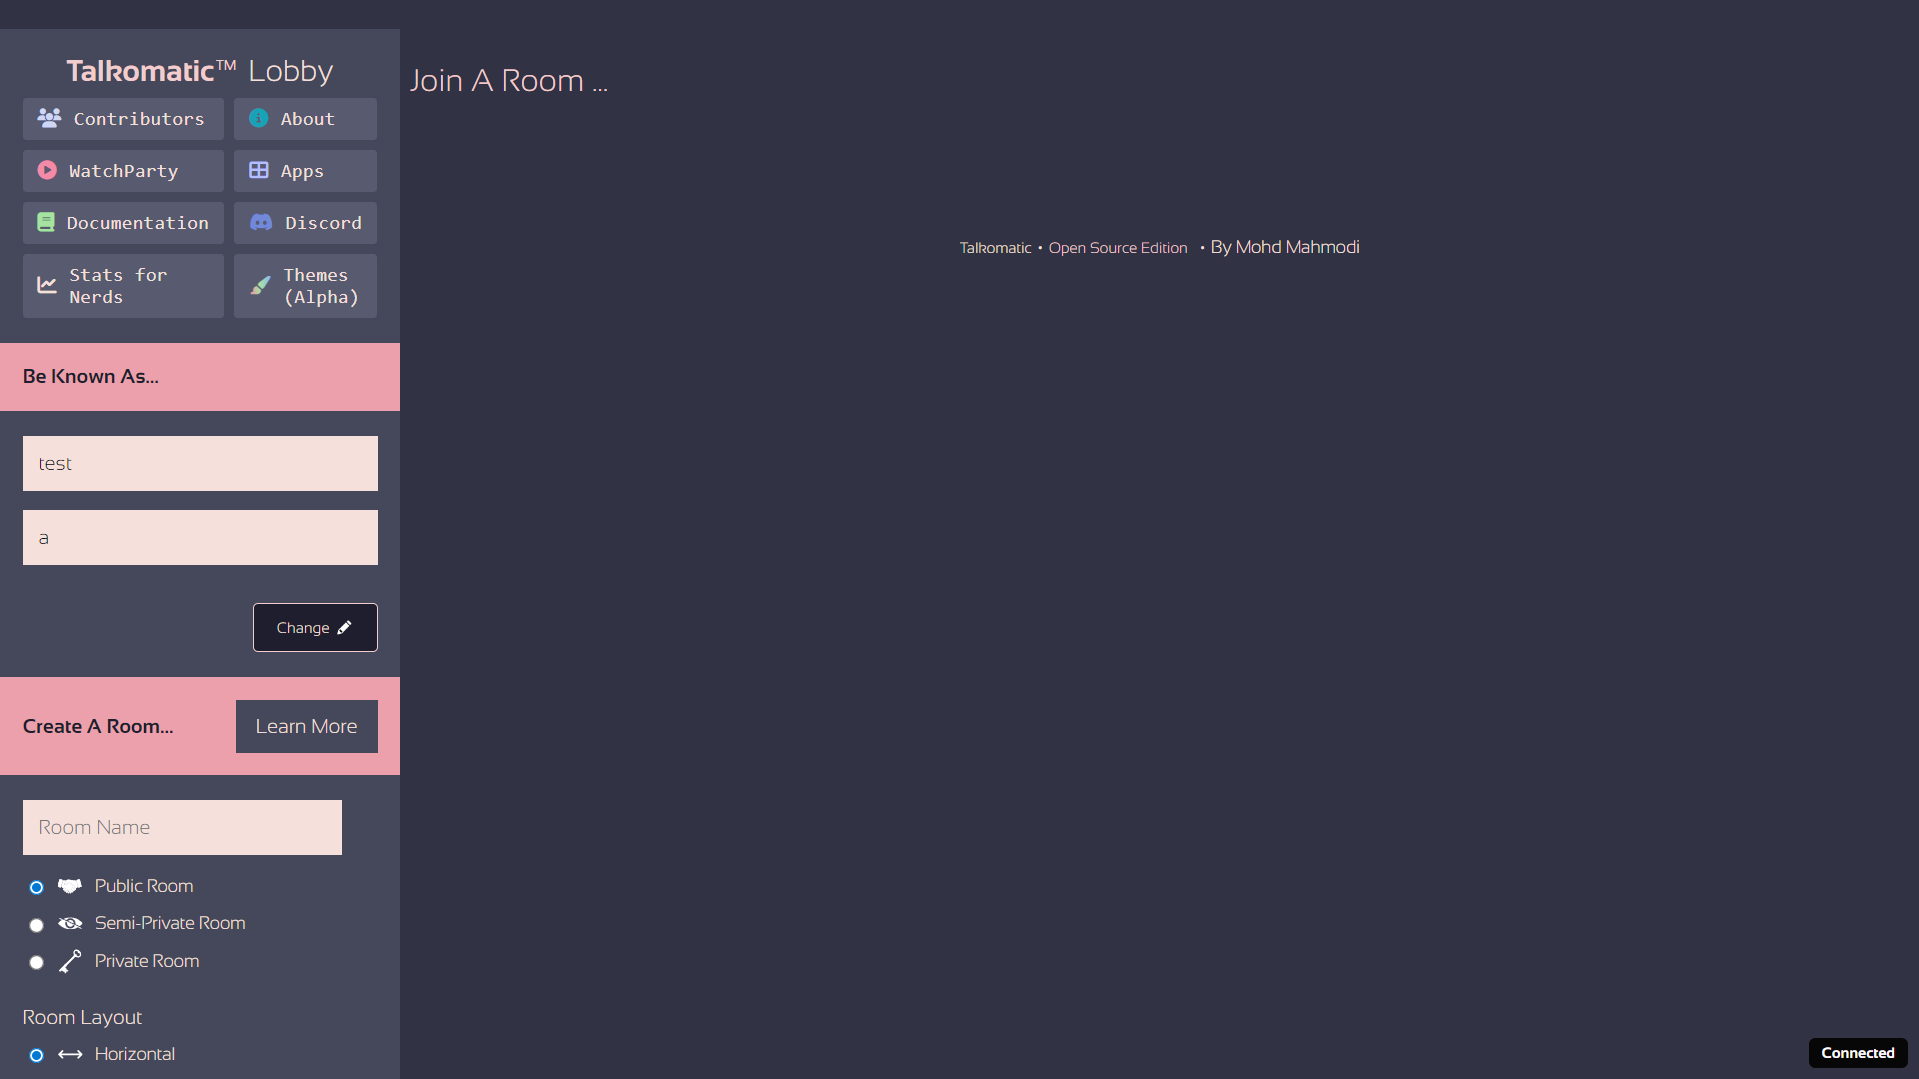 Talkomatic™ Lobby
Contributors
About
WatchParty
Apps
Documentation
Discord
Stats for
Nerds
Themes
(Alpha)
Be Known As...
test
a
Change
Create A Room...
Learn More
Room Name
Public Room
Semi-Private Room
Private Room
Room Layout
Horizontal
Join A Room ...
Talkomatic • Open Source Edition • By Mohd Mahmodi
Connected